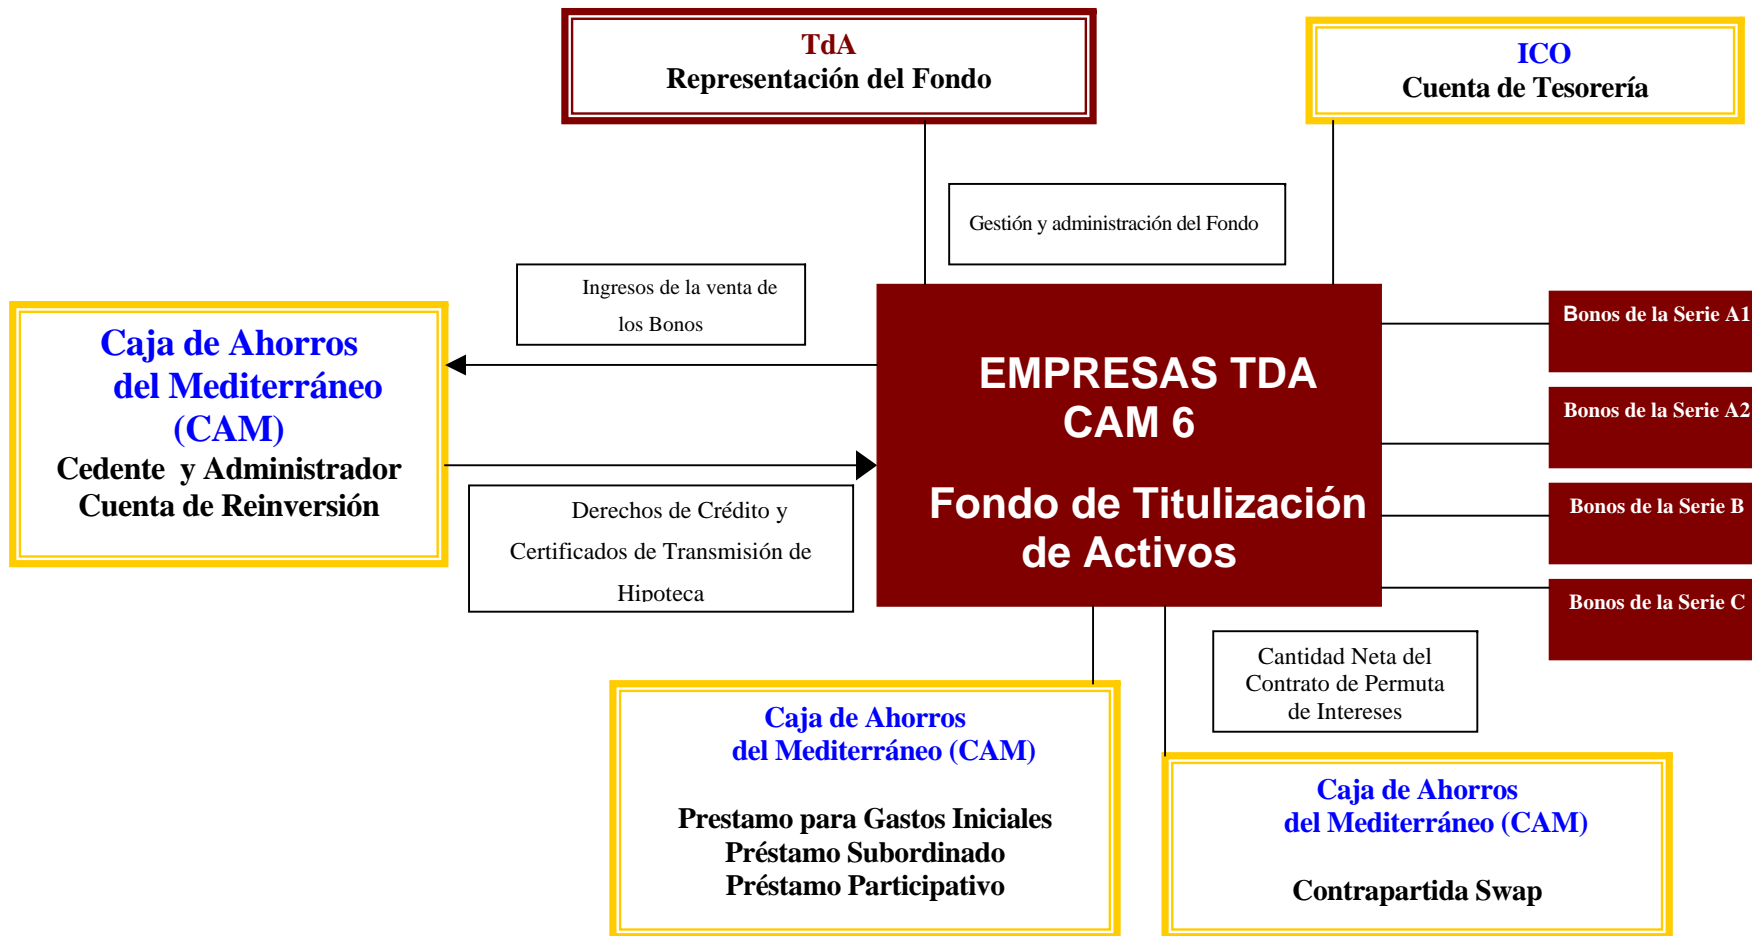 TdA
Representación del Fondo
ICO
Cuenta de Tesorería
Gestión y administración del Fondo
Ingresos de la venta de
los Bonos
Caja de Ahorros
del Mediterráneo
(CAM)
Cedente y Administrador
Cuenta de Reinversión
Derechos de Crédito y
Certificados de Transmisión de
Hipoteca
EMPRESAS TDA
CAM 6
Fondo de Titulización
de Activos
Bonos de la Serie A1
Bonos de la Serie A2
Bonos de la Serie B
Bonos de la Serie C
Cantidad Neta del
Contrato de Permuta
de Intereses
Caja de Ahorros
del Mediterráneo (CAM)
Prestamo para Gastos Iniciales
Préstamo Subordinado
Préstamo Participativo
Caja de Ahorros
del Mediterráneo (CAM)
Contrapartida Swap